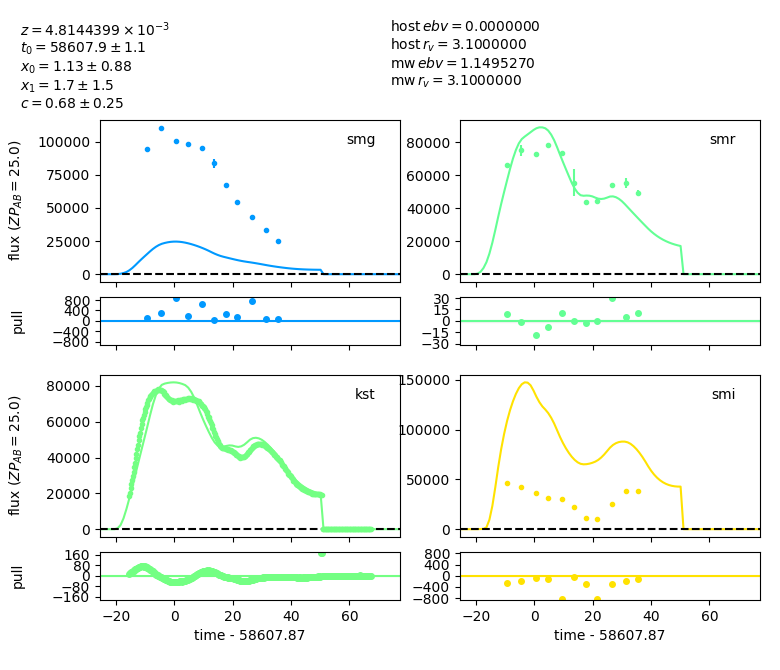 z = 4.8144399 × 10⁻³
t₀ = 58607.9 ± 1.1
x₀ = 1.13 ± 0.88
x₁ = 1.7 ± 1.5
c = 0.68 ± 0.25
host ebv = 0.0000000
host r_v = 3.1000000
mw ebv = 1.1495270
mw r_v = 3.1000000
smg
100000
75000
50000
25000
0
flux (ZP_AB = 25.0)
smr
80000
60000
40000
20000
0
800
400
0
−400
−800
pull
30
15
0
−15
−30
kst
80000
60000
40000
20000
0
flux (ZP_AB = 25.0)
smi
150000
100000
50000
0
160
80
0
−80
−160
pull
−20 0 20 40 60
time - 58607.87
800
400
0
−400
−800
−20 0 20 40 60
time - 58607.87